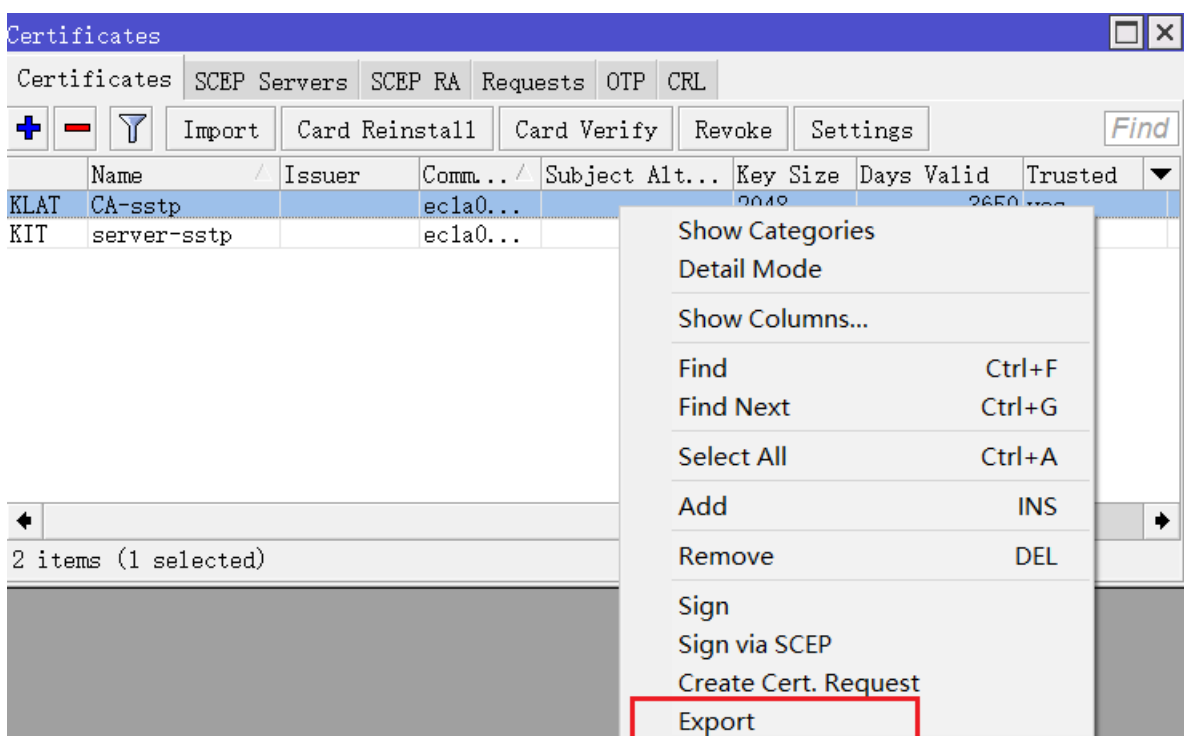 Certificates
Certificates SCEP Servers SCEP RA Requests OTP CRL
Import Card Reinstall Card Verify Revoke Settings Find
Name Issuer Comm... Subject Alt... Key Size Days Valid Trusted
KLAT CA-sstp ec1a0... 2048 3650 yes
KIT server-sstp ec1a0...
Show Categories
Detail Mode
Show Columns...
Find Ctrl+F
Find Next Ctrl+G
Select All Ctrl+A
Add INS
2 items (1 selected)
Remove DEL
Sign
Sign via SCEP
Create Cert. Request
Export